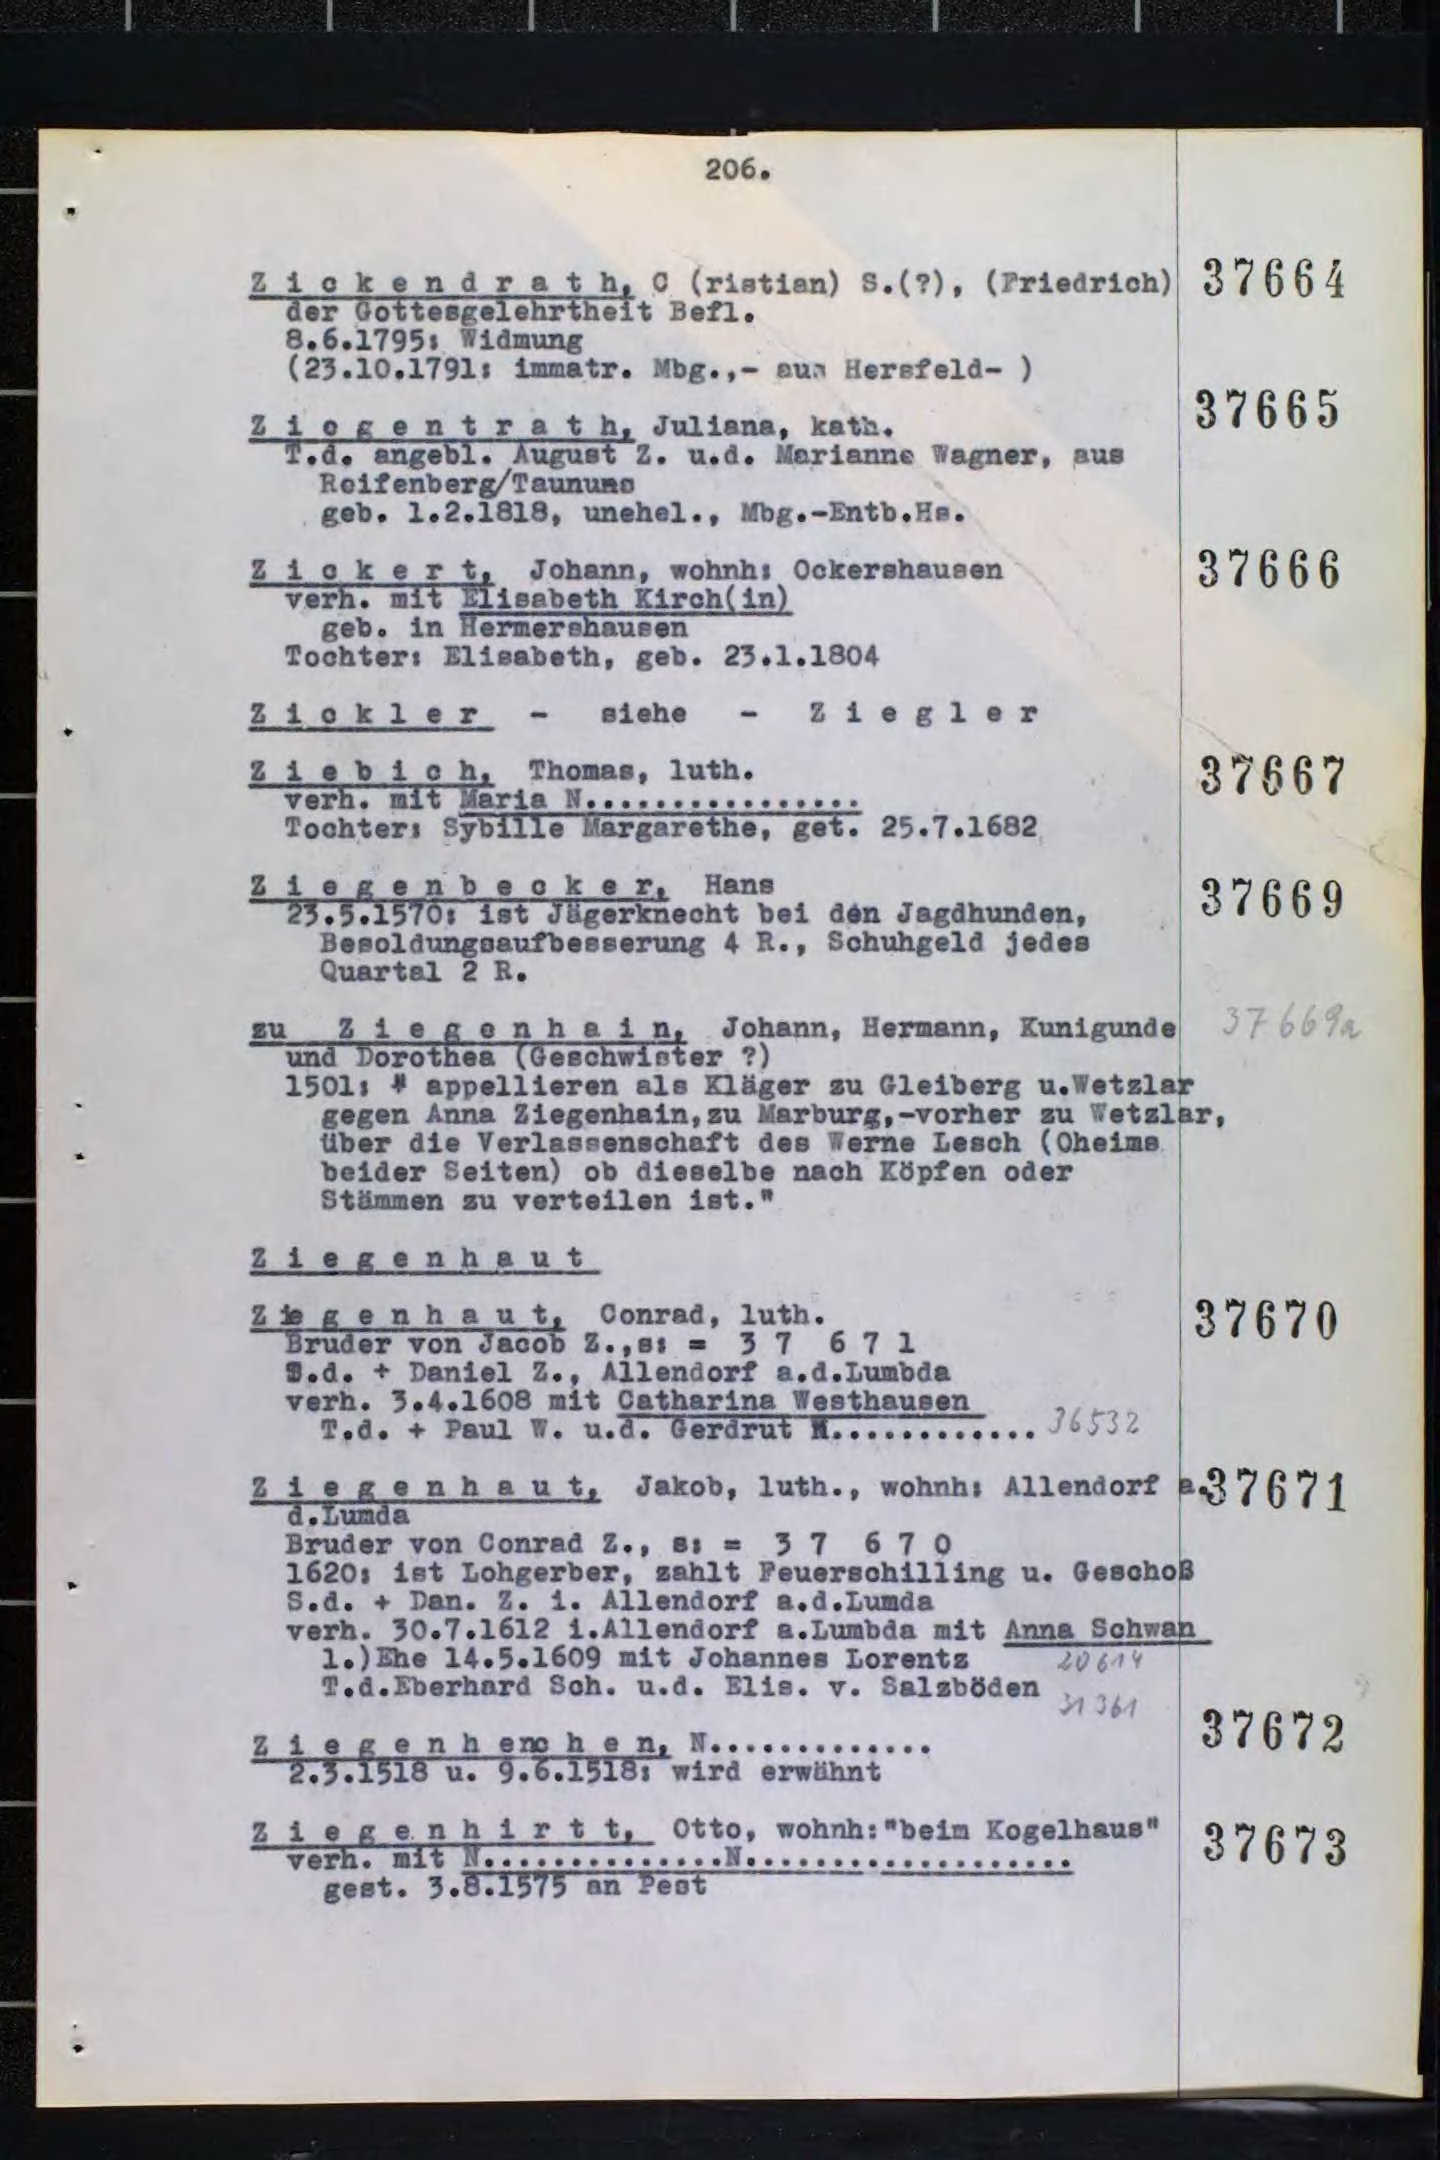 206.
Z i c k e n d r a t h, C (ristian) S.(?), (Friedrich) 37664
der Gottesgelehrtheit Befl.
8.6.1795: Widmung
(23.10.1791: immatr. Mbg.,- aus Hersfeld- )
37665
Z i c g e n t r a t h, Juliana, kath.
T.d. angebl. August Z. u.d. Marianne Wagner, aus
Reifenberg/Taununs
geb. 1.2.1818, unehel., Mbg.-Entb.Hs.
Z i c k e r t, Johann, wohnh: Ockershausen 37666
verh. mit Elisabeth Kirch(in)
geb. in Hermershausen
Tochter: Elisabeth, geb. 23.1.1804
Z i c k l e r - siehe - Z i e g l e r
Z i e b i c h, Thomas, luth. 37667
verh. mit Maria N................
Tochter: Sybille Margarethe, get. 25.7.1682
Z i e g e n b e c k e r, Hans 37669
23.5.1570: ist Jägerknecht bei den Jagdhunden,
Besoldungsaufbesserung 4 R., Schuhgeld jedes
Quartal 2 R.
zu Z i e g e n h a i n, Johann, Hermann, Kunigunde 37669a
und Dorothea (Geschwister ?)
1501: " appellieren als Kläger zu Gleiberg u.Wetzlar
gegen Anna Ziegenhain,zu Marburg,-vorher zu Wetzlar,
über die Verlassenschaft des Werne Lesch (Oheims
beider Seiten) ob dieselbe nach Köpfen oder
Stämmen zu verteilen ist."
Z i e g e n h a u t
Z ie g e n h a u t, Conrad, luth. 37670
Bruder von Jacob Z.,s: = 3 7 6 7 1
S.d. + Daniel Z., Allendorf a.d.Lumbda
verh. 3.4.1608 mit Catharina Westhausen
T.d. + Paul W. u.d. Gerdrut N............ 36532
Z i e g e n h a u t, Jakob, luth., wohnh: Allendorf a. 37671
d.Lumda
Bruder von Conrad Z., s: = 3 7 6 7 0
1620: ist Lohgerber, zahlt Feuerschilling u. Geschoß
S.d. + Dan. Z. i. Allendorf a.d.Lumda
verh. 30.7.1612 i.Allendorf a.Lumbda mit Anna Schwan
1.)Ehe 14.5.1609 mit Johannes Lorentz 20614
T.d.Eberhard Sch. u.d. Elis. v. Salzböden
31361
Z i e g e n h enc h e n, N............. 37672
2.3.1518 u. 9.6.1518: wird erwähnt
Z i e g e n h i r t t, Otto, wohnh:"beim Kogelhaus" 37673
verh. mit N..............N...................
gest. 3.8.1575 an Pest